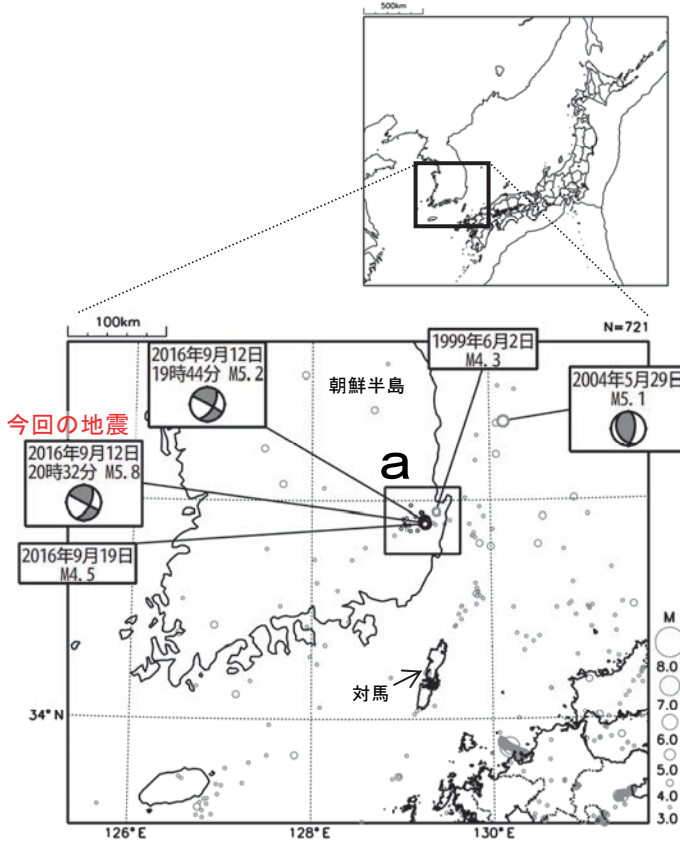 500km
100km
N=721
2016年9月12日
19時44分 M5.2
朝鮮半島
1999年6月2日
M4.3
2004年5月29日
M5.1
今回の地震
2016年9月12日
20時32分 M5.8
a
2016年9月19日
M4.5
対馬
34°N
M
8.0
7.0
6.0
5.0
4.0
3.0
126°E
128°E
130°E